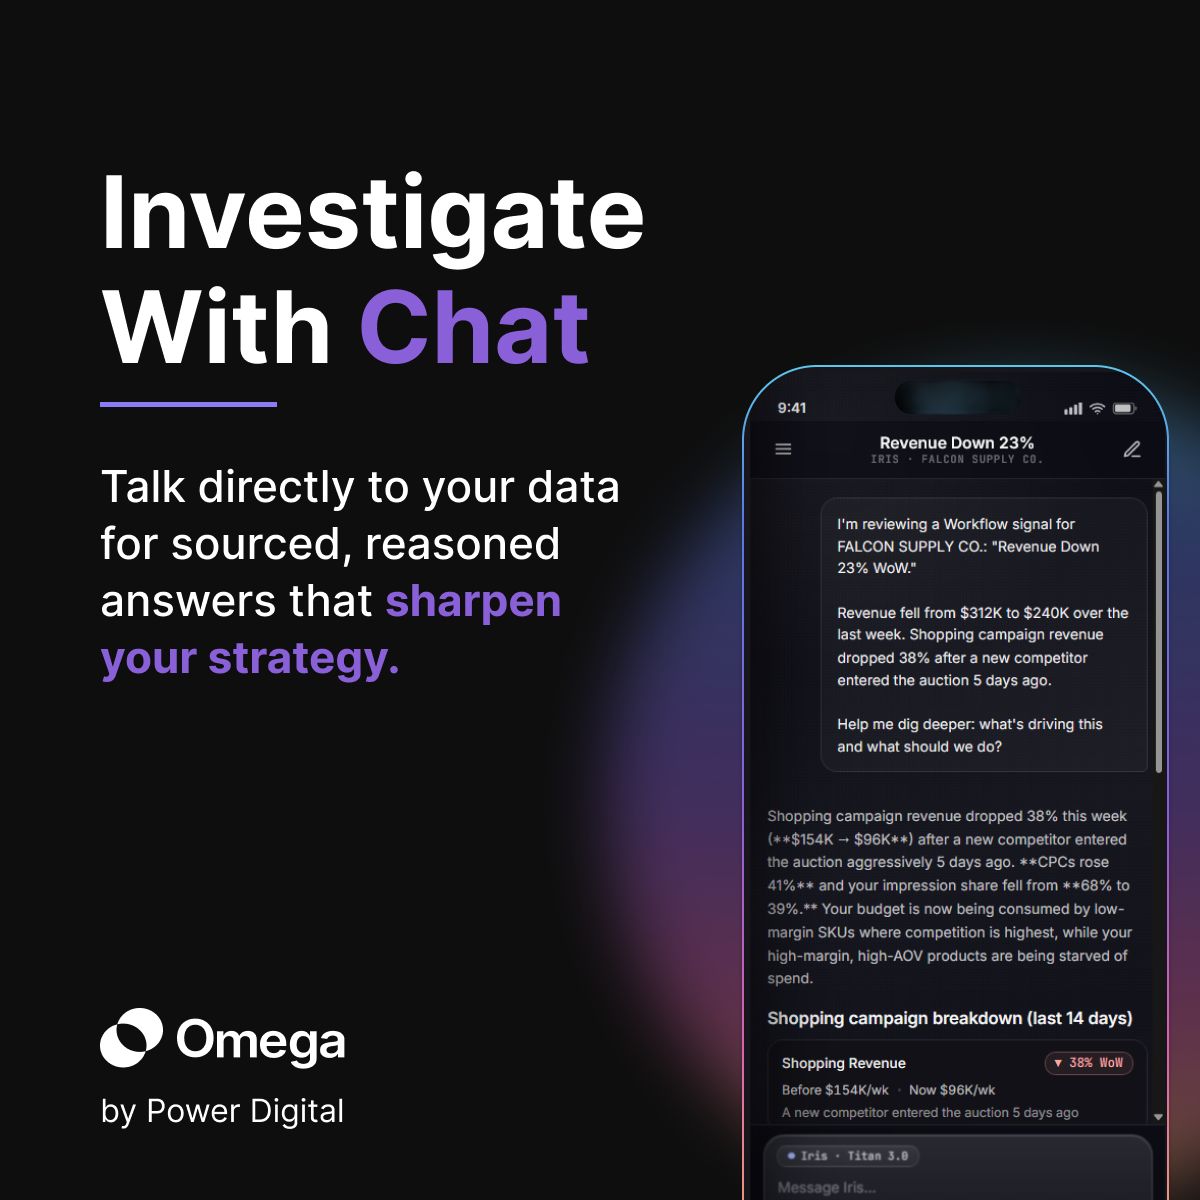 Investigate
With Chat
Talk directly to your data
for sourced, reasoned
answers that sharpen
your strategy.
Omega
by Power Digital
9:41
Revenue Down 23%
IRIS · FALCON SUPPLY CO.
I'm reviewing a Workflow signal for
FALCON SUPPLY CO.: "Revenue Down
23% WoW."
Revenue fell from $312K to $240K over the
last week. Shopping campaign revenue
dropped 38% after a new competitor
entered the auction 5 days ago.
Help me dig deeper: what's driving this
and what should we do?
Shopping campaign revenue dropped 38% this week
(**$154K → $96K**) after a new competitor entered
the auction aggressively 5 days ago. **CPCs rose
41%** and your impression share fell from **68% to
39%.** Your budget is now being consumed by low-
margin SKUs where competition is highest, while your
high-margin, high-AOV products are being starved of
spend.
Shopping campaign breakdown (last 14 days)
Shopping Revenue
▼ 38% WoW
Before $154K/wk · Now $96K/wk
A new competitor entered the auction 5 days ago
Iris · Titan 3.0
Message Iris...